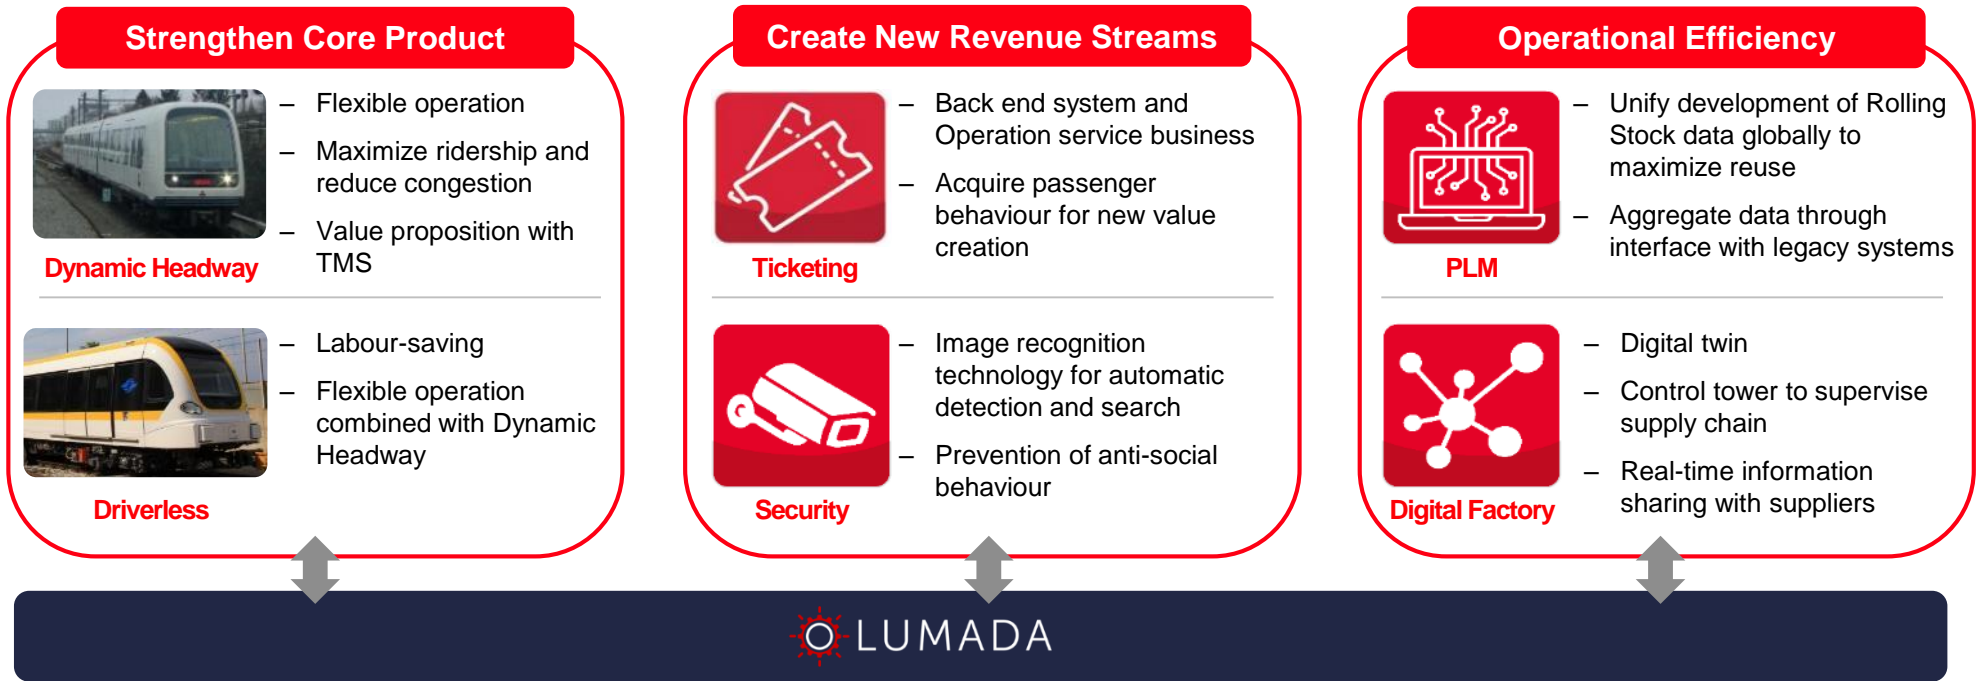 Strengthen Core Product
– Flexible operation
– Maximize ridership and
reduce congestion
– Value proposition with
TMS
Dynamic Headway
– Labour-saving
– Flexible operation
combined with Dynamic
Headway
Driverless
Create New Revenue Streams
– Back end system and
Operation service business
– Acquire passenger
behaviour for new value
creation
Ticketing
– Image recognition
technology for automatic
detection and search
– Prevention of anti-social
behaviour
Security
Operational Efficiency
– Unify development of Rolling
Stock data globally to
maximize reuse
– Aggregate data through
interface with legacy systems
PLM
– Digital twin
– Control tower to supervise
supply chain
– Real-time information
sharing with suppliers
Digital Factory
LUMADA